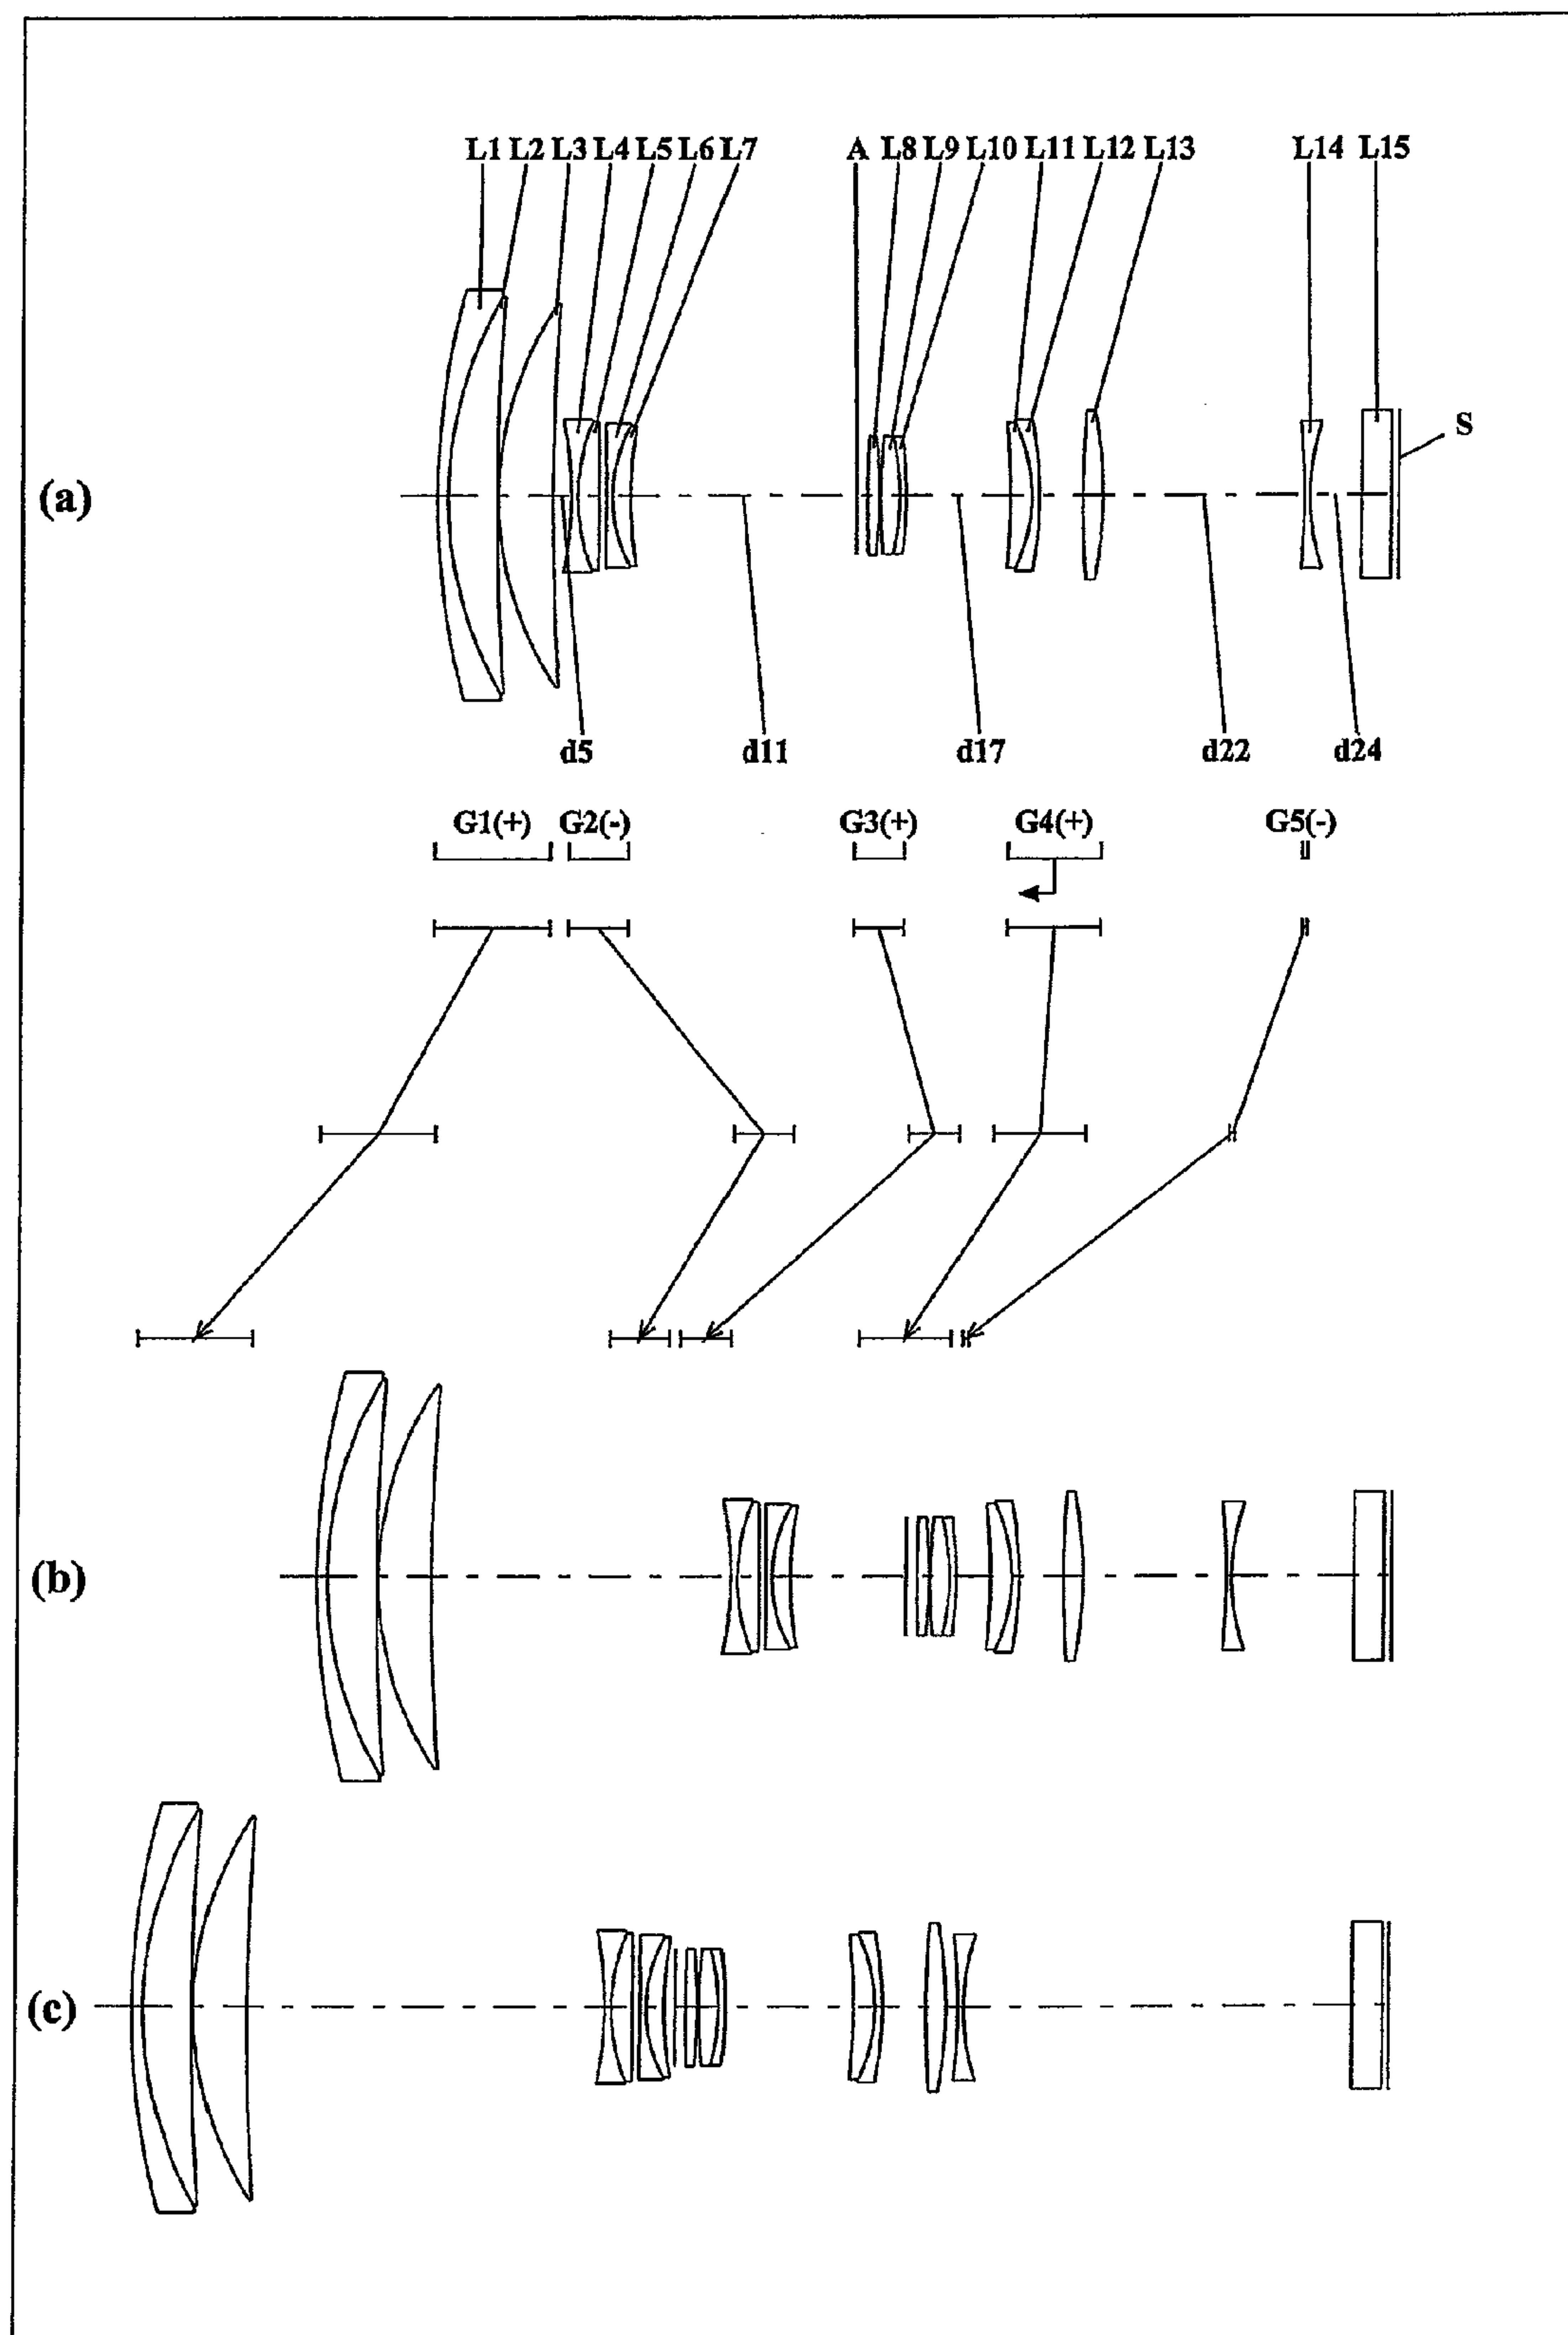 L1 L2 L3 L4 L5 L6 L7 A L8 L9 L10 L11 L12 L13 L14 L15
S
(a)
d5 d11 d17 d22 d24
G1(+) G2(-) G3(+) G4(+) G5(-)
(b)
(c)